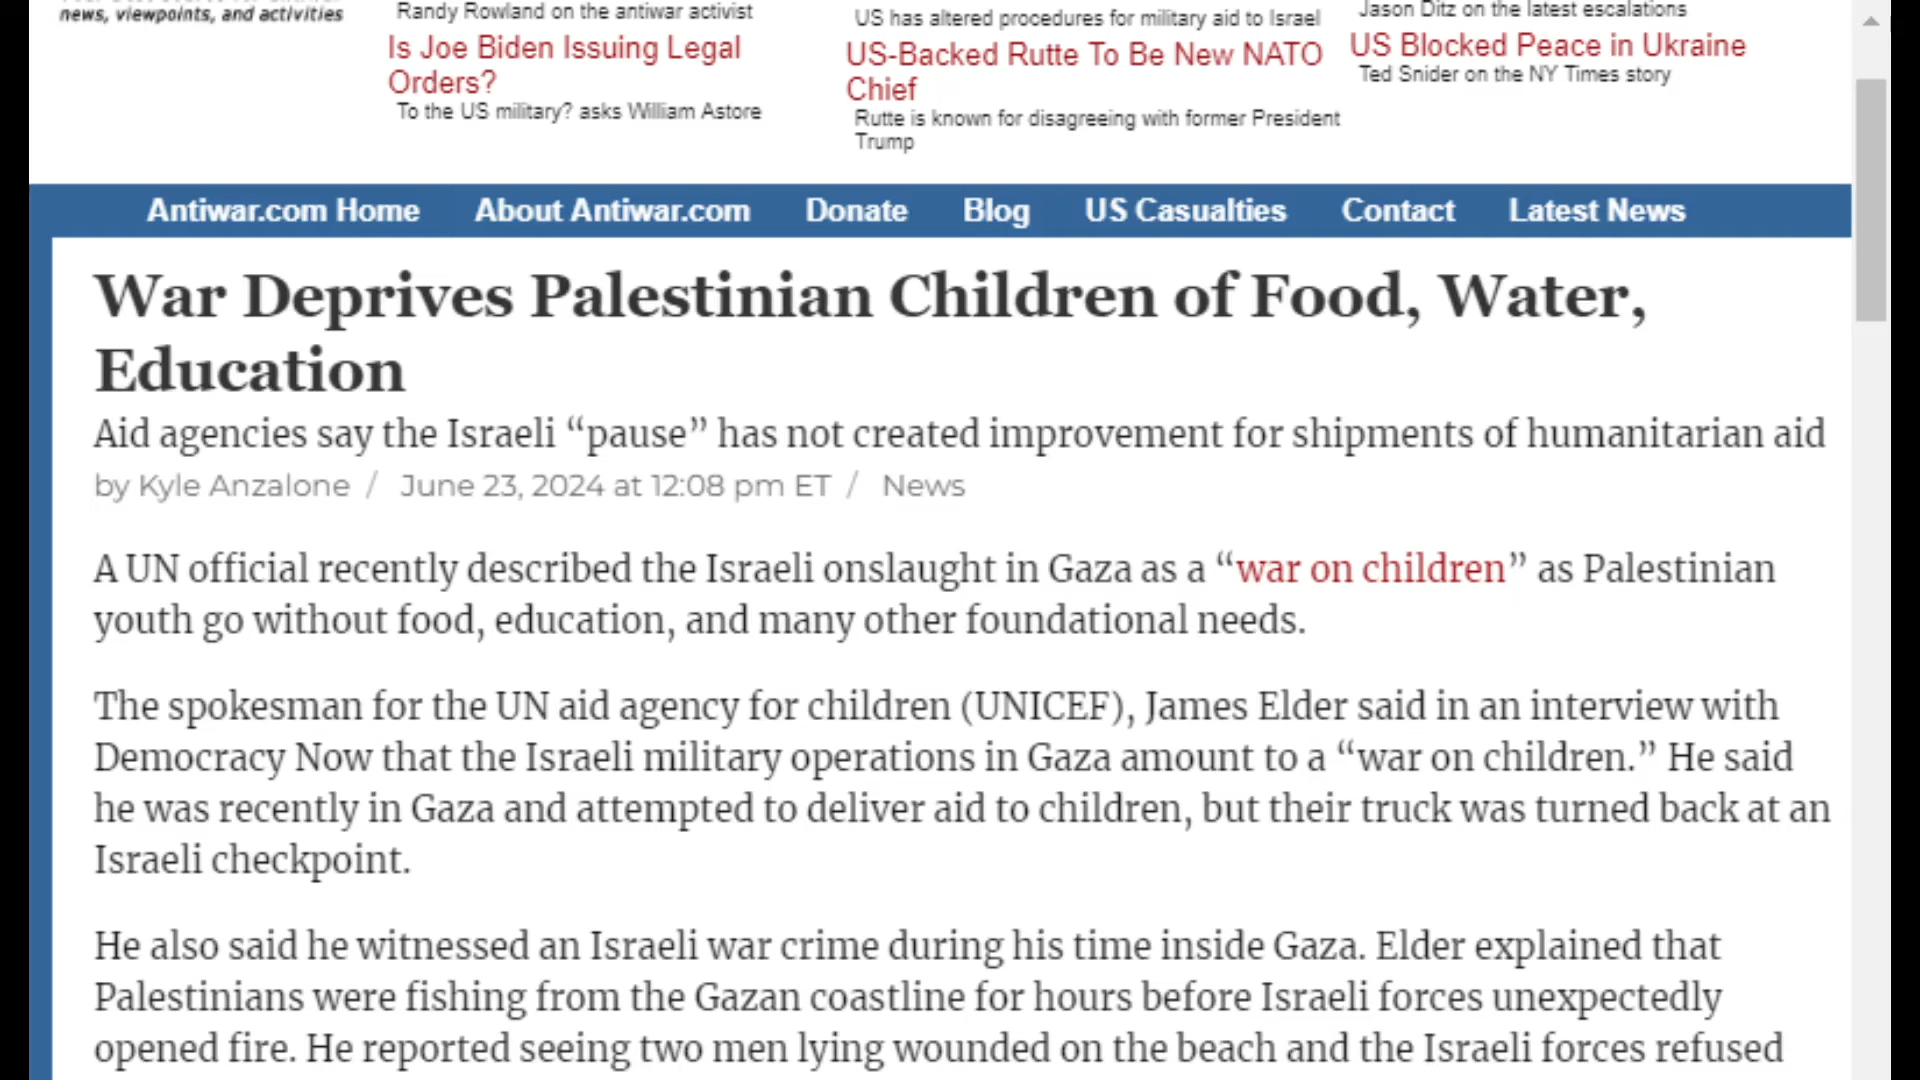 news, viewpoints, and activities
Randy Rowland on the antiwar activist
Is Joe Biden Issuing Legal
Orders?
To the US military? asks William Astore
US has altered procedures for military aid to Israel
US-Backed Rutte To Be New NATO
Chief
Rutte is known for disagreeing with former President
Trump
Jason Ditz on the latest escalations
US Blocked Peace in Ukraine
Ted Snider on the NY Times story
Antiwar.com Home About Antiwar.com Donate Blog US Casualties Contact Latest News
War Deprives Palestinian Children of Food, Water,
Education
Aid agencies say the Israeli “pause” has not created improvement for shipments of humanitarian aid
by Kyle Anzalone / June 23, 2024 at 12:08 pm ET / News
A UN official recently described the Israeli onslaught in Gaza as a “war on children” as Palestinian
youth go without food, education, and many other foundational needs.
The spokesman for the UN aid agency for children (UNICEF), James Elder said in an interview with
Democracy Now that the Israeli military operations in Gaza amount to a “war on children.” He said
he was recently in Gaza and attempted to deliver aid to children, but their truck was turned back at an
Israeli checkpoint.
He also said he witnessed an Israeli war crime during his time inside Gaza. Elder explained that
Palestinians were fishing from the Gazan coastline for hours before Israeli forces unexpectedly
opened fire. He reported seeing two men lying wounded on the beach and the Israeli forces refused